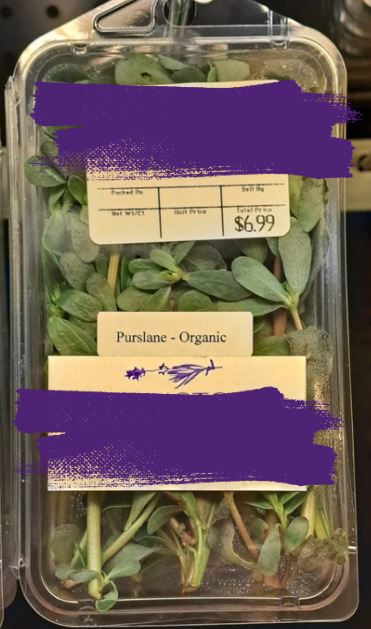 Packed On
Sell By
Net Wt/Ct
Unit Price
Total Price
$6.99
Purslane - Organic